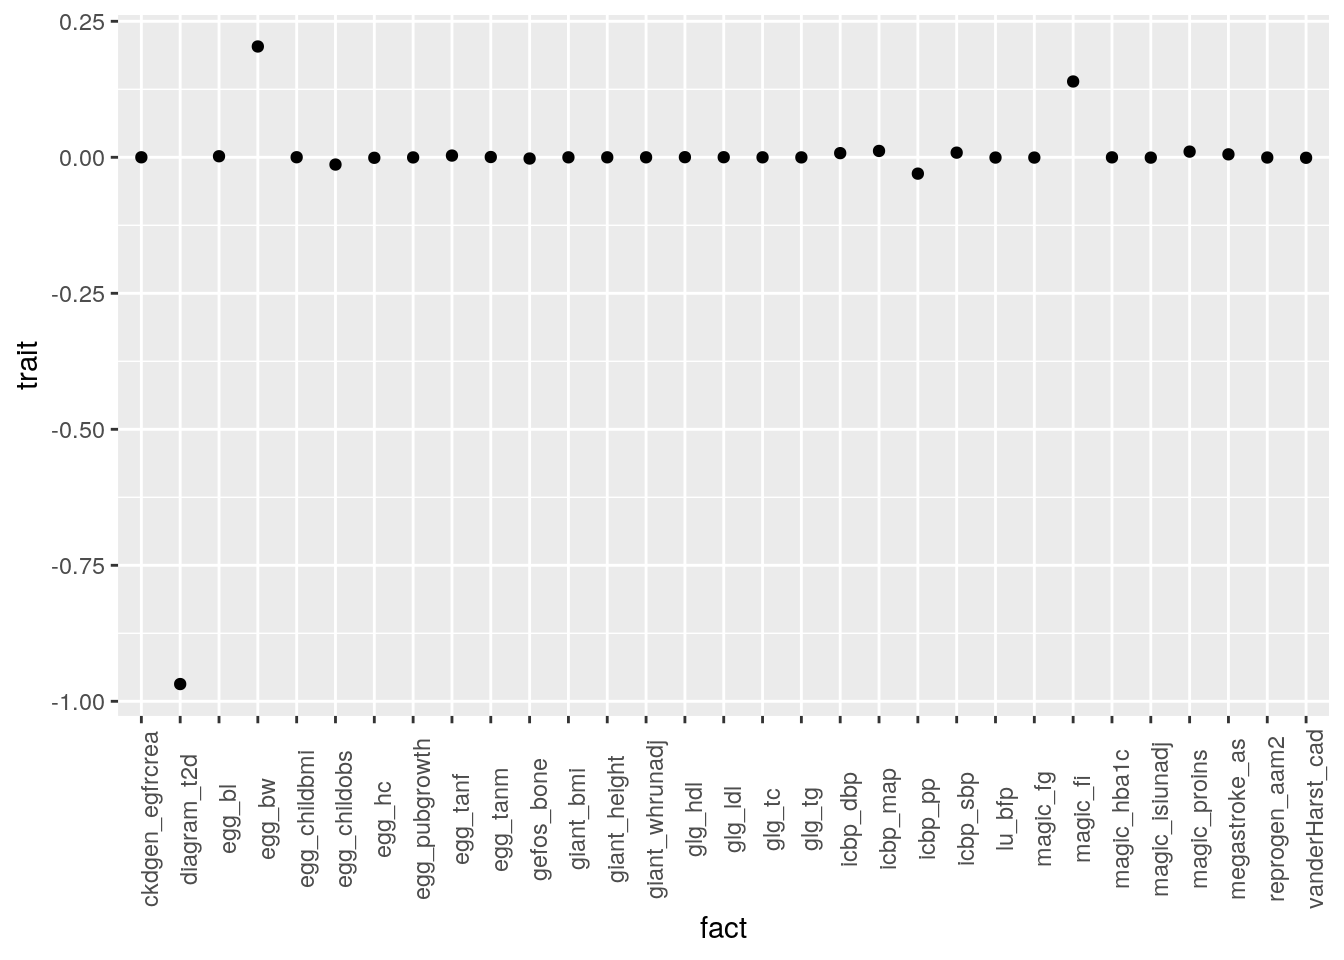 0.25
0.00
-0.25
-0.50
-0.75
-1.00
trait
ckdgen_egfrcrea
diagram_t2d
egg_bl
egg_bw
egg_childbmi
egg_childobs
egg_hc
egg_pubgrowth
egg_tanf
egg_tanm
gefos_bone
giant_bmi
giant_height
giant_whrunadj
glg_hdl
glg_ldl
glg_tc
glg_tg
icbp_dbp
icbp_map
icbp_pp
icbp_sbp
lu_bfp
magic_fg
magic_fi
magic_hba1c
magic_isiunadj
magic_proins
megastroke_as
reprogen_aam2
vanderHarst_cad
fact